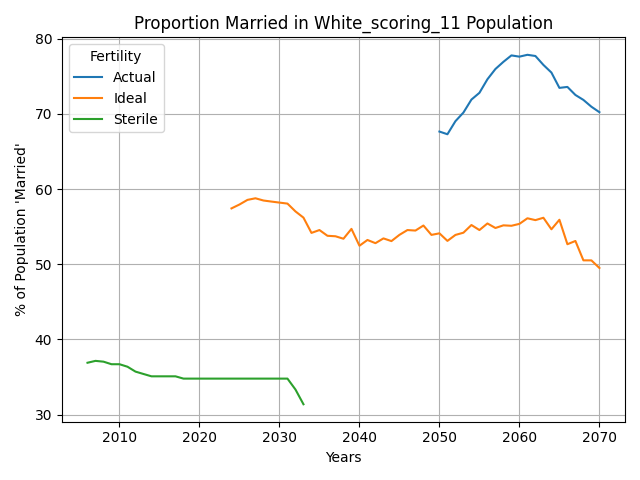 Proportion Married in White_scoring_11 Population
% of Population 'Married'
80
70
60
50
40
30
Fertility
Actual
Ideal
Sterile
2010 2020 2030 2040 2050 2060 2070
Years